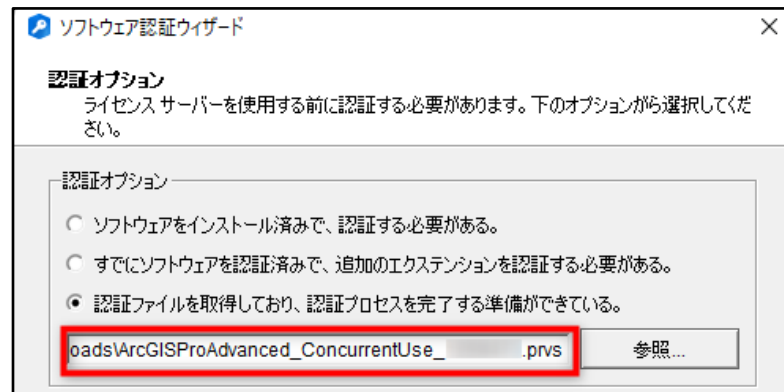 ソフトウェア認証ウィザード
認証オプション
ライセンス サーバーを使用する前に認証する必要があります。下のオプションから選択してくだ
さい。
認証オプション
ソフトウェアをインストール済みで、認証する必要がある。
すでにソフトウェアを認証済みで、追加のエクステンションを認証する必要がある。
認証ファイルを取得しており、認証プロセスを完了する準備ができている。
oads\ArcGISProAdvanced_ConcurrentUse_ .prvs 参照...